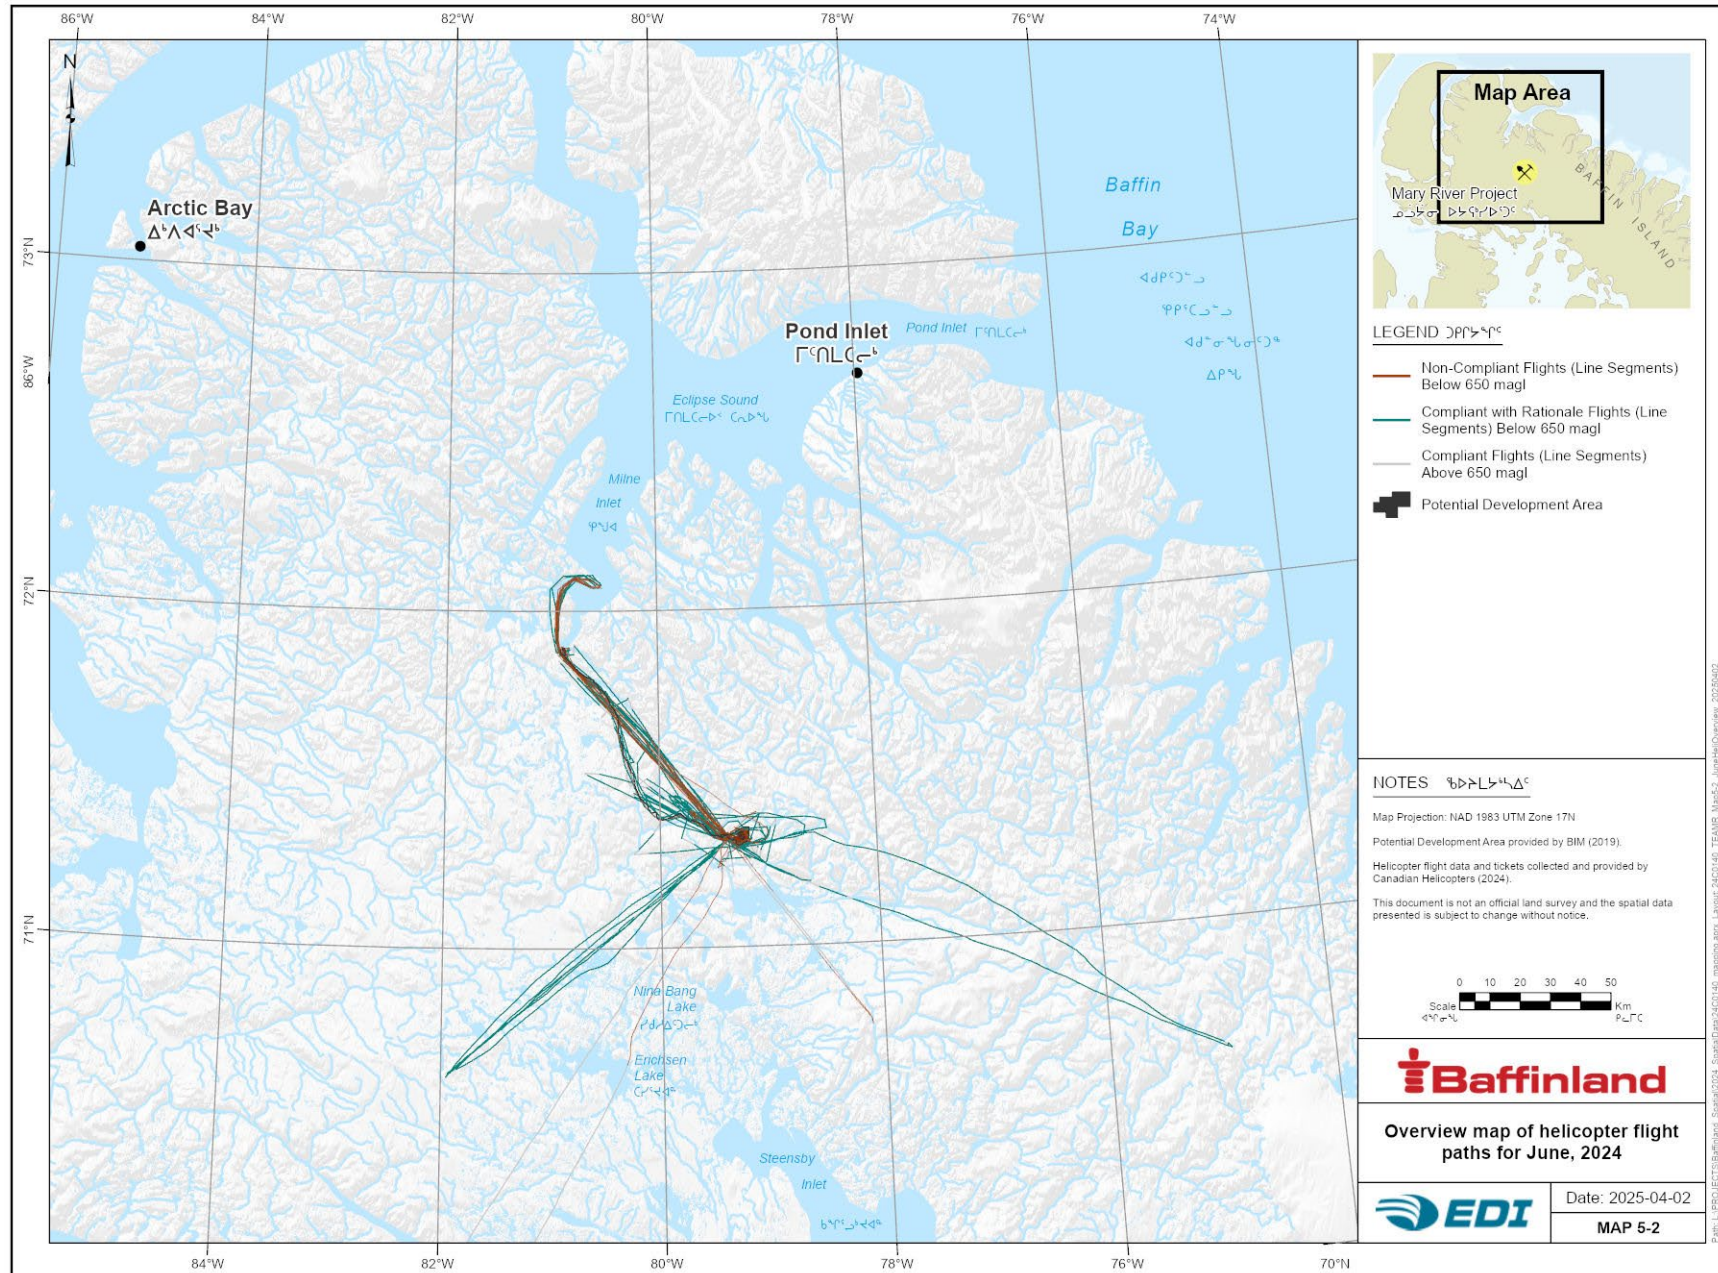 86°W 84°W 82°W 80°W 78°W 76°W 74°W
N
Arctic Bay
ᐃᒃᐱᐊᕐᔪᒃ
73°N
86°W
72°N
71°N
Baffin
Bay
Pond Inlet
ᒥᑦᑎᒪᑕᓕᒃ
Pond Inlet ᒥᑦᑎᒪᑕᓕᒃ
Eclipse Sound
Milne
Inlet
Nina Bang
Lake
Erichsen
Lake
Steensby
Inlet
84°W 82°W 80°W 78°W 76°W 70°N
Map Area
Mary River Project
BAFFIN ISLAND
LEGEND
Non-Compliant Flights (Line Segments)
Below 650 magl
Compliant with Rationale Flights (Line
Segments) Below 650 magl
Compliant Flights (Line Segments)
Above 650 magl
Potential Development Area
NOTES
Map Projection: NAD 1983 UTM Zone 17N
Potential Development Area provided by BIM (2019).
Helicopter flight data and tickets collected and provided by
Canadian Helicopters (2024).
This document is not an official land survey and the spatial data
presented is subject to change without notice.
0 10 20 30 40 50
Scale Km
Baffinland
Overview map of helicopter flight
paths for June, 2024
EDI
Date: 2025-04-02
MAP 5-2